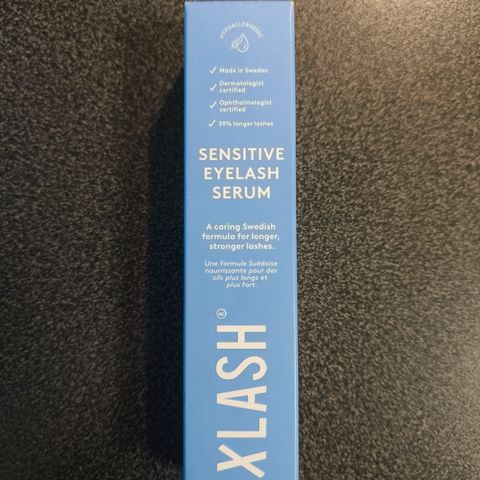 HYPOALLERGENIC
✓ Made in Sweden
✓ Dermatologist
certified
✓ Ophthalmologist
certified
✓ 39% longer lashes
SENSITIVE
EYELASH
SERUM
A caring Swedish
formula for longer,
stronger lashes.
Une formule Suédoise
nourrissante pour des
cils plus longs et
plus fort.
XLASH